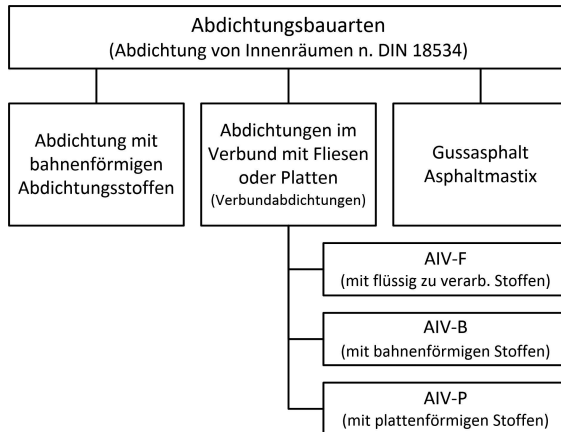 Abdichtungsbauarten
(Abdichtung von Innenräumen n. DIN 18534)
Abdichtung mit
bahnenförmigen
Abdichtungsstoffen
Abdichtungen im
Verbund mit Fliesen
oder Platten
(Verbundabdichtungen)
Gussasphalt
Asphaltmastix
AIV-F
(mit flüssig zu verarb. Stoffen)
AIV-B
(mit bahnenförmigen Stoffen)
AIV-P
(mit plattenförmigen Stoffen)